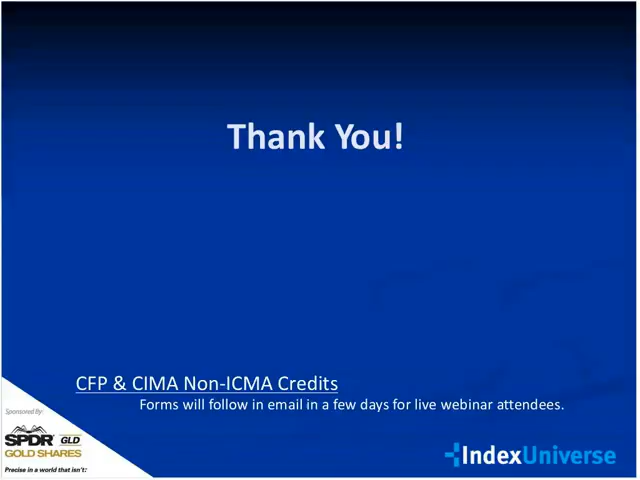 Thank You!
CFP & CIMA Non-ICMA Credits
Forms will follow in email in a few days for live webinar attendees.
Sponsored By:
SPDR GLD
GOLD SHARES
Precise in a world that isn't:
IndexUniverse